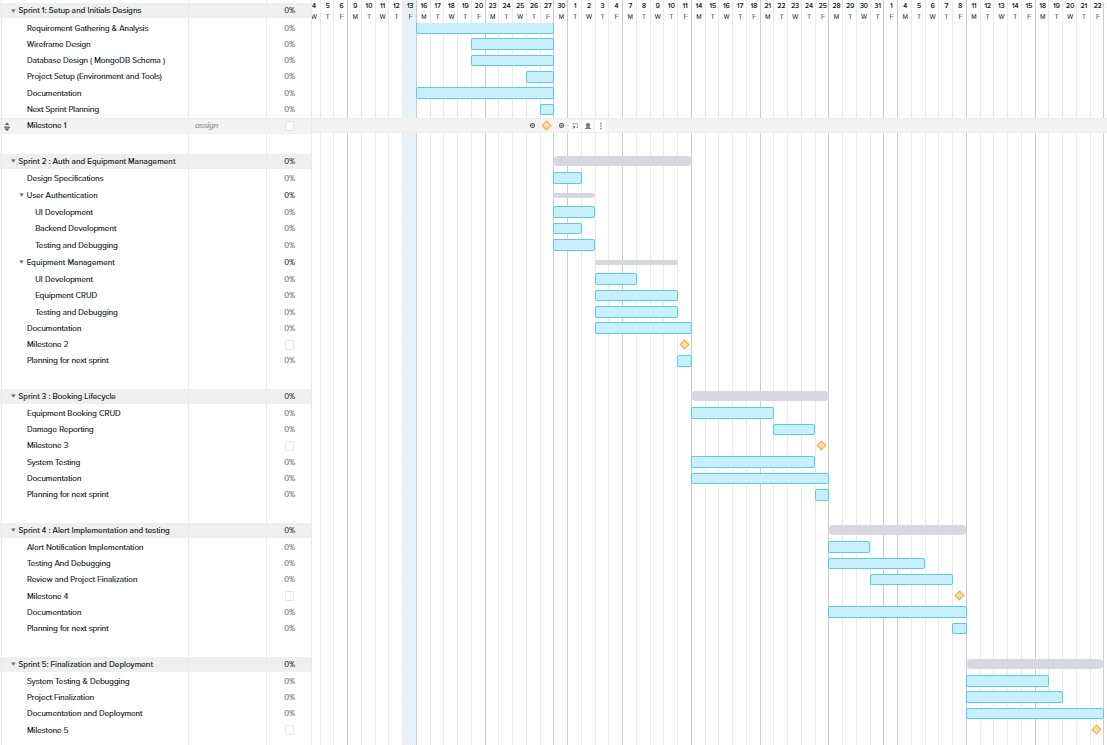 Sprint 1: Setup and Initials Designs 0% 4 5 6 9 10 11 12 13 16 17 18 19 20 23 24 25 26 27 30 1 2 3 4 7 8 9 10 11 14 15 16 17 18 21 22 23 24 25 28 29 30 31 1 4 5 6 7 8 11 12 13 14 15 18 19 20 21 22
W T F M T W T F M T W T F M T W T F M T W T F M T W T F M T W T F M T W T F M T W T F M T W T F M T W T F M T W T F
Requirement Gathering & Analysis 0%
Wireframe Design 0%
Database Design ( MongoDB Schema ) 0%
Project Setup (Environment and Tools) 0%
Documentation 0%
Next Sprint Planning 0%
Milestone 1 assign
Sprint 2 : Auth and Equipment Management 0%
Design Specifications 0%
User Authentication 0%
UI Development 0%
Backend Development 0%
Testing and Debugging 0%
Equipment Management 0%
UI Development 0%
Equipment CRUD 0%
Testing and Debugging 0%
Documentation 0%
Milestone 2
Planning for next sprint 0%
Sprint 3 : Booking Lifecycle 0%
Equipment Booking CRUD 0%
Damage Reporting 0%
Milestone 3
System Testing 0%
Documentation 0%
Planning for next sprint 0%
Sprint 4 : Alert Implementation and testing 0%
Alert Notification Implementation 0%
Testing And Debugging 0%
Review and Project Finalization 0%
Milestone 4
Documentation 0%
Planning for next sprint 0%
Sprint 5: Finalization and Deployment 0%
System Testing & Debugging 0%
Project Finalization 0%
Documentation and Deployment 0%
Milestone 5